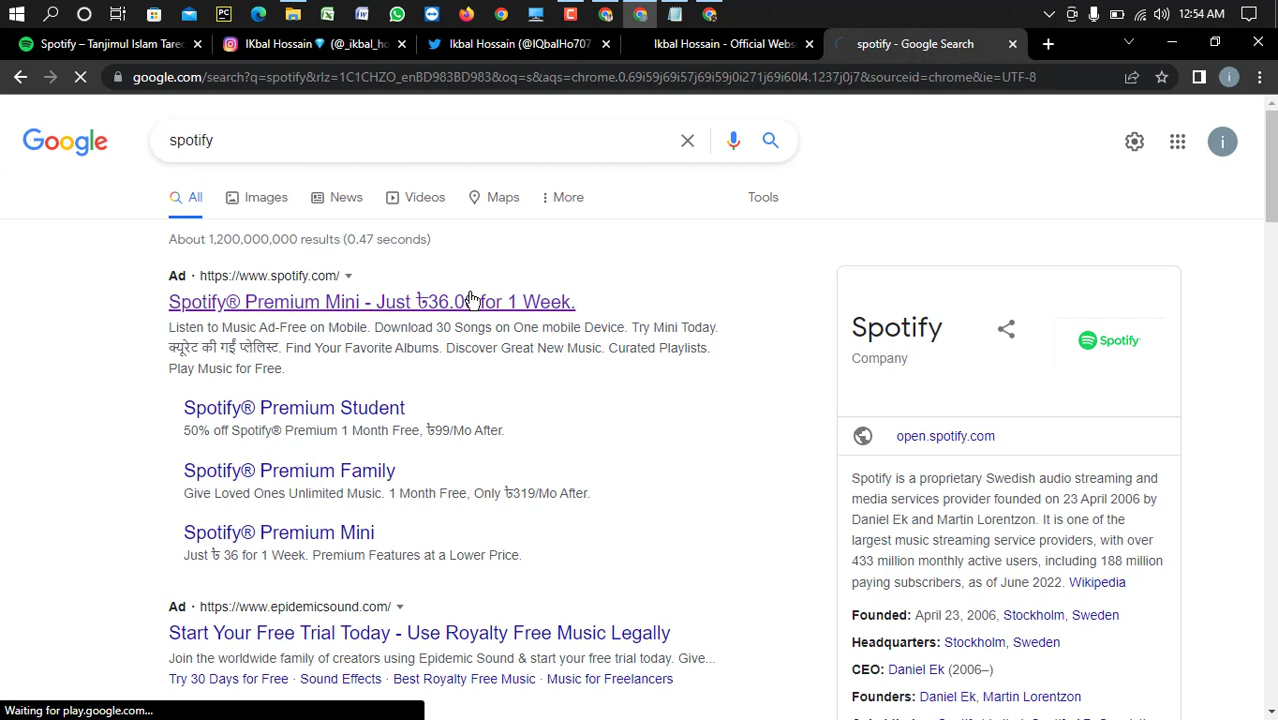 12:54 AM
Spotify – Tanjimul Islam Tareq
IKbal Hossain💎 (@_ikbal_ho
Ikbal Hossain (@IQbalHo707
Ikbal Hossain - Official Websi
spotify - Google Search
google.com/search?q=spotify&rlz=1C1CHZO_enBD983BD983&oq=s&aqs=chrome.0.69i59j69i57j69i59j0i271j69i60l4.1237j0j7&sourceid=chrome&ie=UTF-8
i
Google
spotify
i
All
Images
News
Videos
Maps
More
Tools
About 1,200,000,000 results (0.47 seconds)
Ad · https://www.spotify.com/
Spotify® Premium Mini - Just ৳36.0 for 1 Week.
Listen to Music Ad-Free on Mobile. Download 30 Songs on One mobile Device. Try Mini Today.
क्यूरेट की गईं प्लेलिस्ट. Find Your Favorite Albums. Discover Great New Music. Curated Playlists.
Play Music for Free.
Spotify® Premium Student
50% off Spotify® Premium 1 Month Free, ৳99/Mo After.
Spotify® Premium Family
Give Loved Ones Unlimited Music. 1 Month Free, Only ৳319/Mo After.
Spotify® Premium Mini
Just ৳ 36 for 1 Week. Premium Features at a Lower Price.
Ad · https://www.epidemicsound.com/
Start Your Free Trial Today - Use Royalty Free Music Legally
Join the worldwide family of creators using Epidemic Sound & start your free trial today. Give...
Try 30 Days for Free · Sound Effects · Best Royalty Free Music · Music for Freelancers
Spotify
Company
Spotify
open.spotify.com
Spotify is a proprietary Swedish audio streaming and
media services provider founded on 23 April 2006 by
Daniel Ek and Martin Lorentzon. It is one of the
largest music streaming service providers, with over
433 million monthly active users, including 188 million
paying subscribers, as of June 2022. Wikipedia
Founded: April 23, 2006, Stockholm, Sweden
Headquarters: Stockholm, Sweden
CEO: Daniel Ek (2006–)
Founders: Daniel Ek, Martin Lorentzon
Waiting for play.google.com...